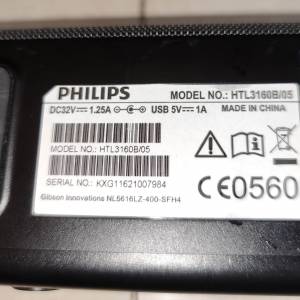 PHILIPS
MODEL NO.: HTL3160B/05
DC32V⎓1.25A USB 5V⎓1A MADE IN CHINA
MODEL NO.: HTL3160B/05
SERIAL NO.: KXG11621007984
Gibson Innovations NL5616LZ-400-SFH4
CE0560